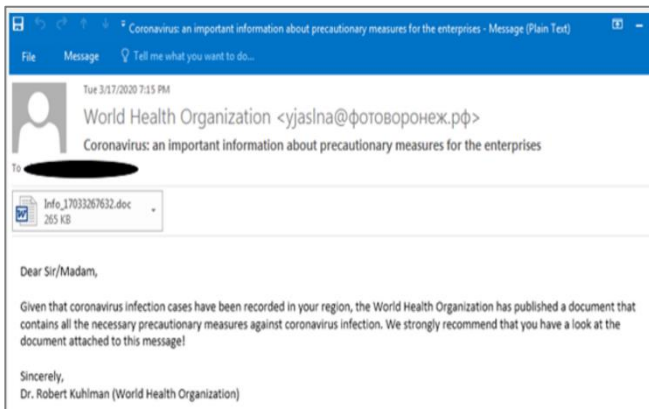 Coronavirus: an important information about precautionary measures for the enterprises - Message (Plain Text)
File Message Tell me what you want to do...
Tue 3/17/2020 7:15 PM
World Health Organization <yjaslna@фотоворонеж.рф>
Coronavirus: an important information about precautionary measures for the enterprises
To
Info_17033267632.doc
265 KB
Dear Sir/Madam,
Given that coronavirus infection cases have been recorded in your region, the World Health Organization has published a document that
contains all the necessary precautionary measures against coronavirus infection. We strongly recommend that you have a look at the
document attached to this message!
Sincerely,
Dr. Robert Kuhlman (World Health Organization)